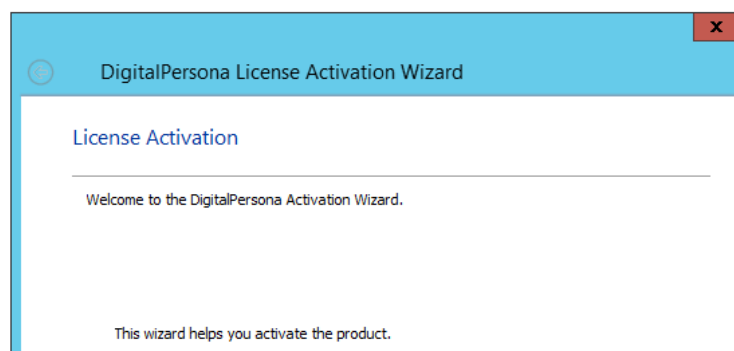 x
DigitalPersona License Activation Wizard
License Activation
Welcome to the DigitalPersona Activation Wizard.
This wizard helps you activate the product.